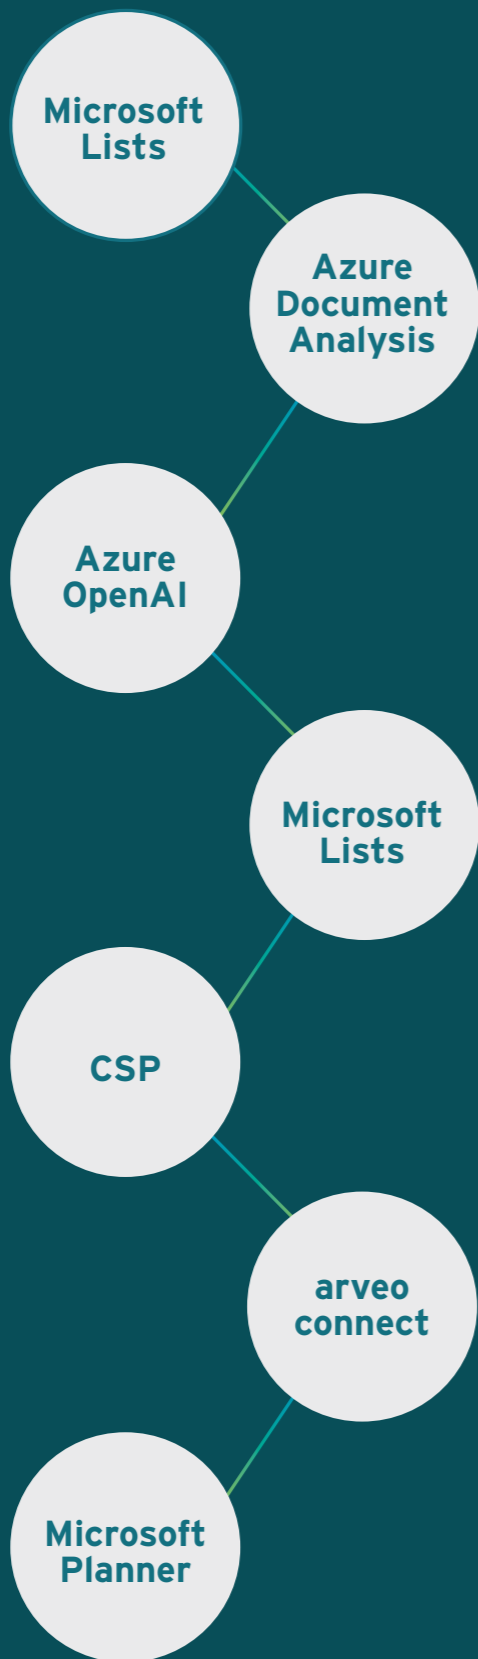 Microsoft
Lists
Azure
Document
Analysis
Azure
OpenAI
Microsoft
Lists
CSP
arveo
connect
Microsoft
Planner